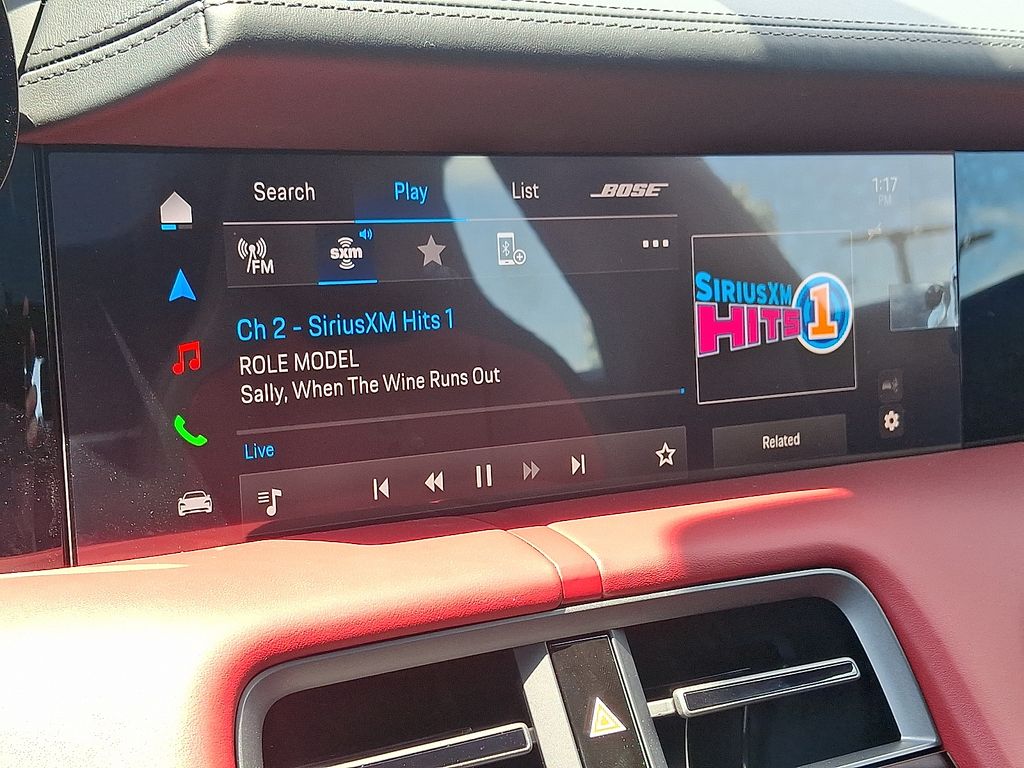 Search
Play
List
BOSE
1:17
PM
FM
sxm
Ch 2 - SiriusXM Hits 1
ROLE MODEL
Sally, When The Wine Runs Out
SIRIUSXM
HITS 1
Live
Related